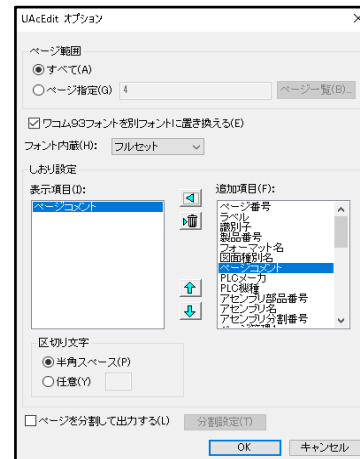 UAcEdit オプション
ページ範囲
すべて(A)
ページ指定(G) 4 ページ一覧(B)...
ワコム93フォントを別フォントに置き換える(E)
フォント内蔵(H): フルセット
しおり設定
表示項目(I):
ページコメント
追加項目(F):
ページ番号
ラベル
識別子
製品番号
フォーマット名
図面種別名
ページコメント
PLCメーカ
PLC機種
アセンブリ部品番号
アセンブリ名
アセンブリ分割番号
区切り文字
半角スペース(P)
任意(Y)
ページを分割して出力する(L) 分割設定(T)
OK キャンセル